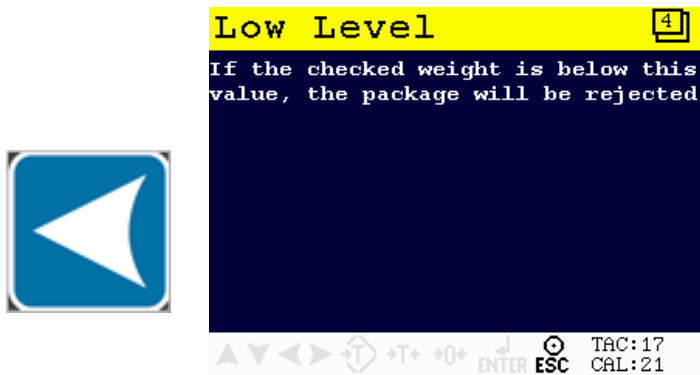 Low Level
4
If the checked weight is below this
value, the package will be rejected
→T← →T← →0← ENTER ESC
TAC:17
CAL:21